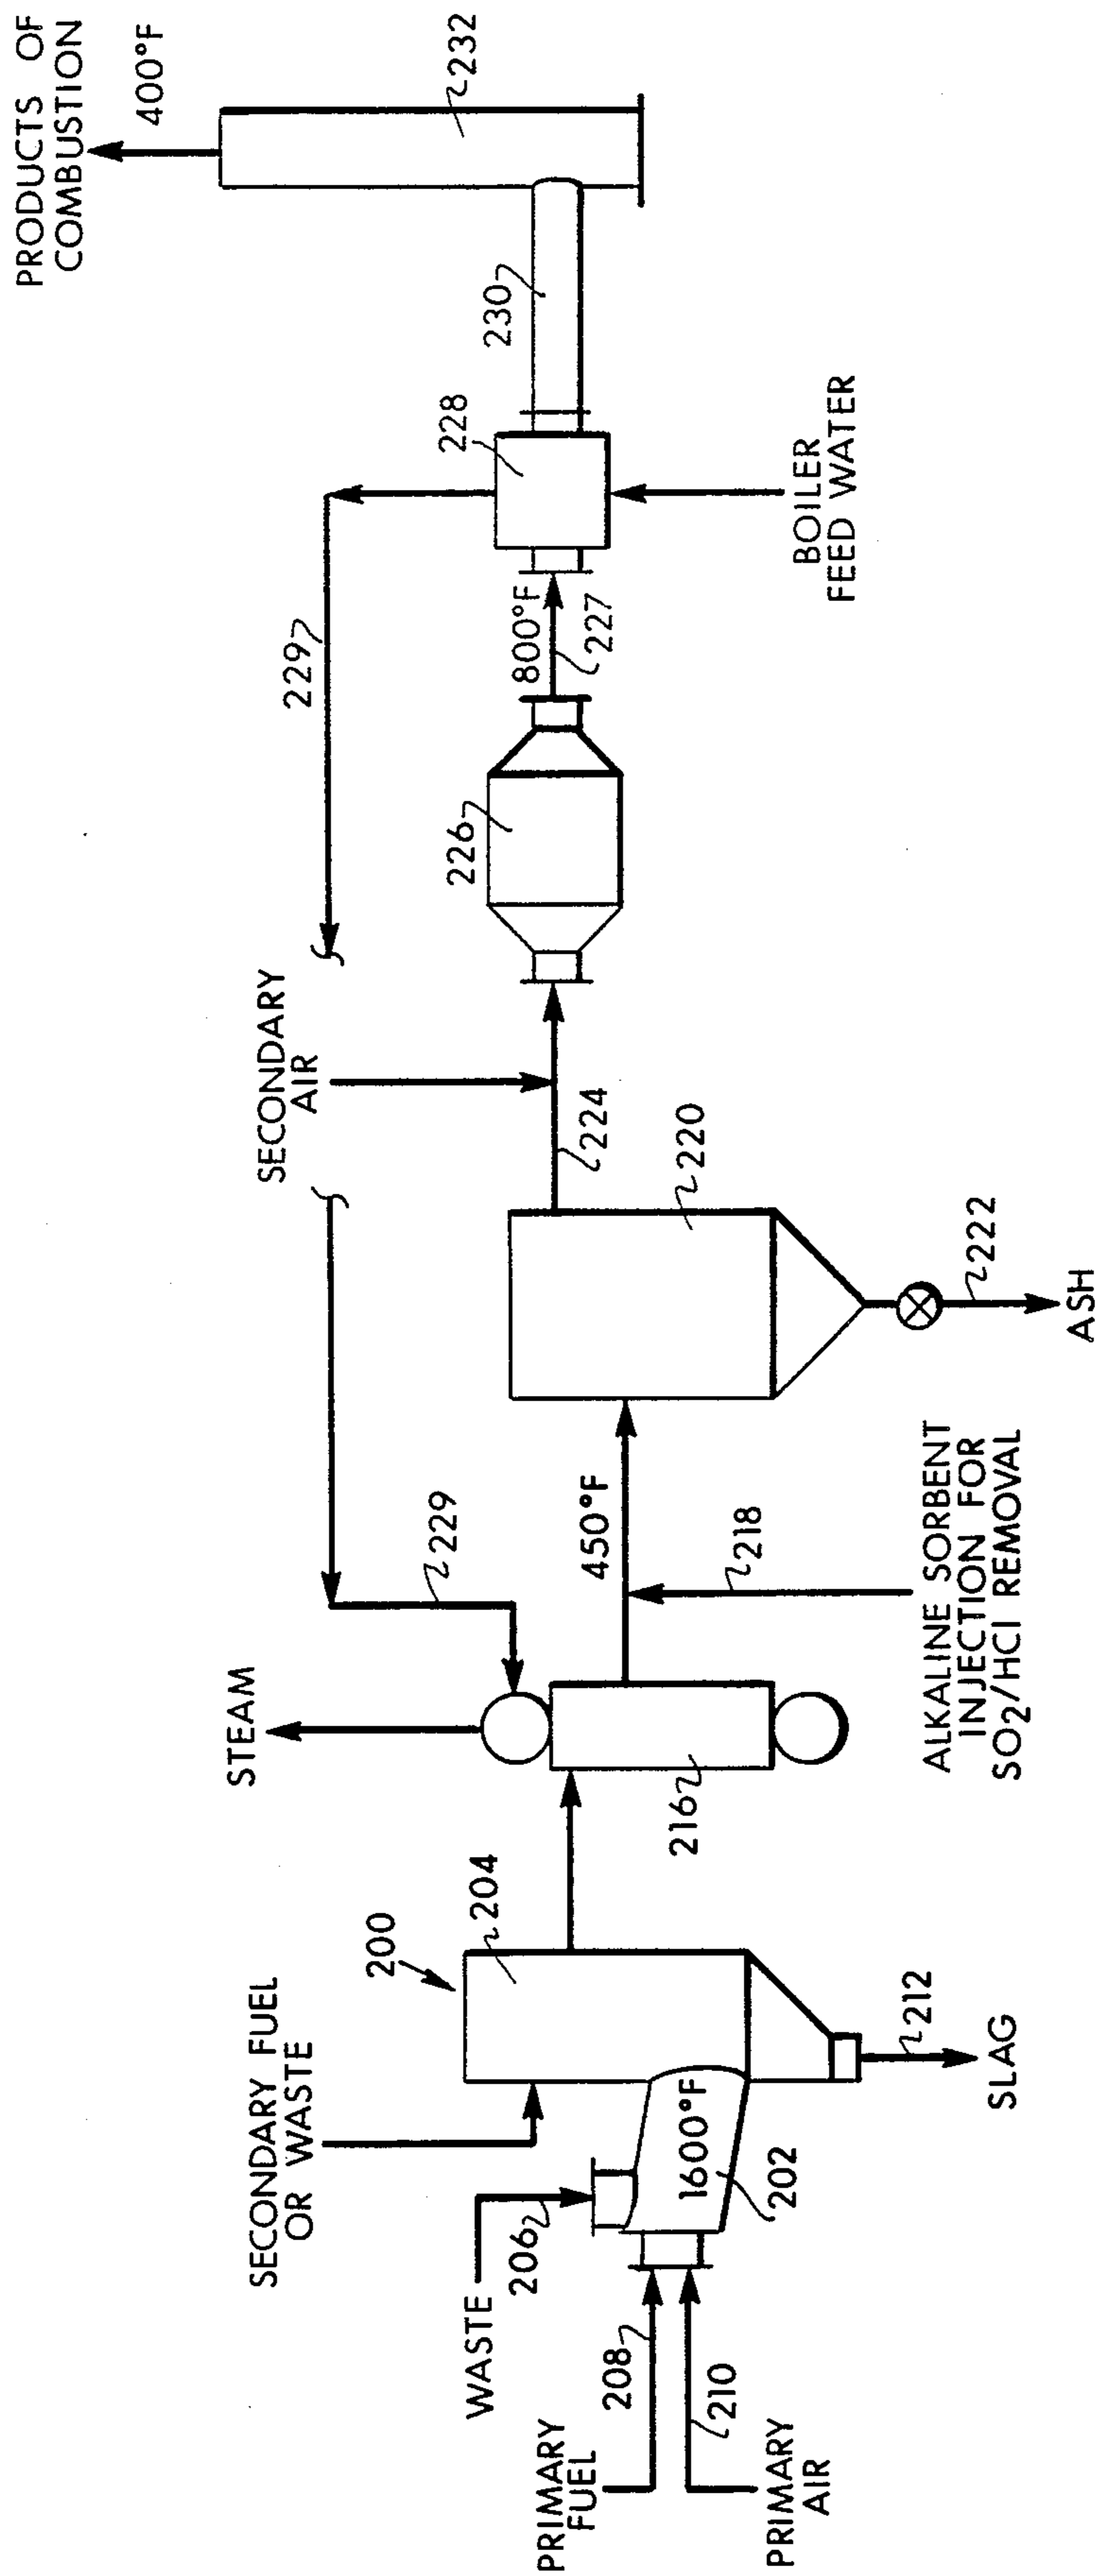 PRIMARY
FUEL
208
PRIMARY
AIR
210
WASTE
206
1600°F
202
SECONDARY FUEL
OR WASTE
200
204
212
SLAG
STEAM
216
229
450°F
218
ALKALINE SORBENT
INJECTION FOR
SO2/HCl REMOVAL
220
222
ASH
SECONDARY
AIR
224
226
229
800°F
227
228
BOILER
FEED WATER
230
232
400°F
PRODUCTS OF
COMBUSTION